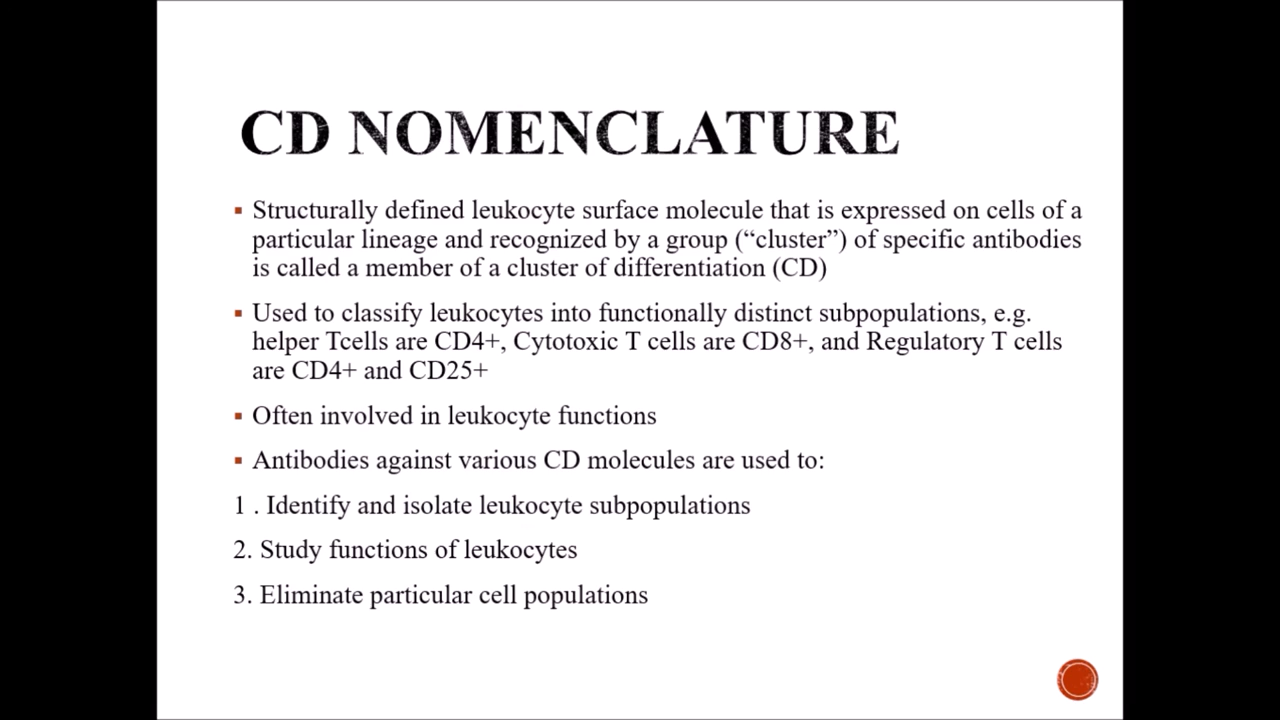 CD NOMENCLATURE
▪ Structurally defined leukocyte surface molecule that is expressed on cells of a
particular lineage and recognized by a group (“cluster”) of specific antibodies
is called a member of a cluster of differentiation (CD)
▪ Used to classify leukocytes into functionally distinct subpopulations, e.g.
helper Tcells are CD4+, Cytotoxic T cells are CD8+, and Regulatory T cells
are CD4+ and CD25+
▪ Often involved in leukocyte functions
▪ Antibodies against various CD molecules are used to:
1 . Identify and isolate leukocyte subpopulations
2. Study functions of leukocytes
3. Eliminate particular cell populations